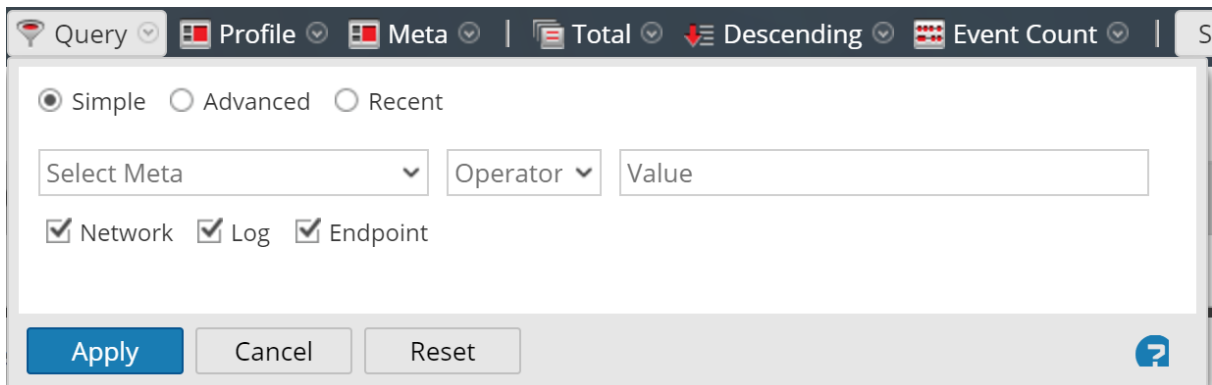 Query Profile Meta | Total Descending Event Count | S
Simple Advanced Recent
Select Meta Operator Value
Network Log Endpoint
Apply Cancel Reset ?